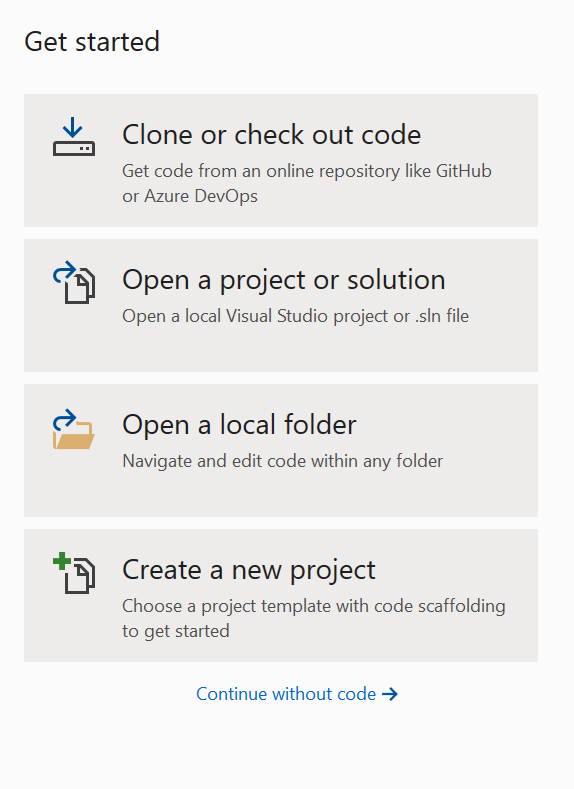 Get started
Clone or check out code
Get code from an online repository like GitHub
or Azure DevOps
Open a project or solution
Open a local Visual Studio project or .sln file
Open a local folder
Navigate and edit code within any folder
Create a new project
Choose a project template with code scaffolding
to get started
Continue without code